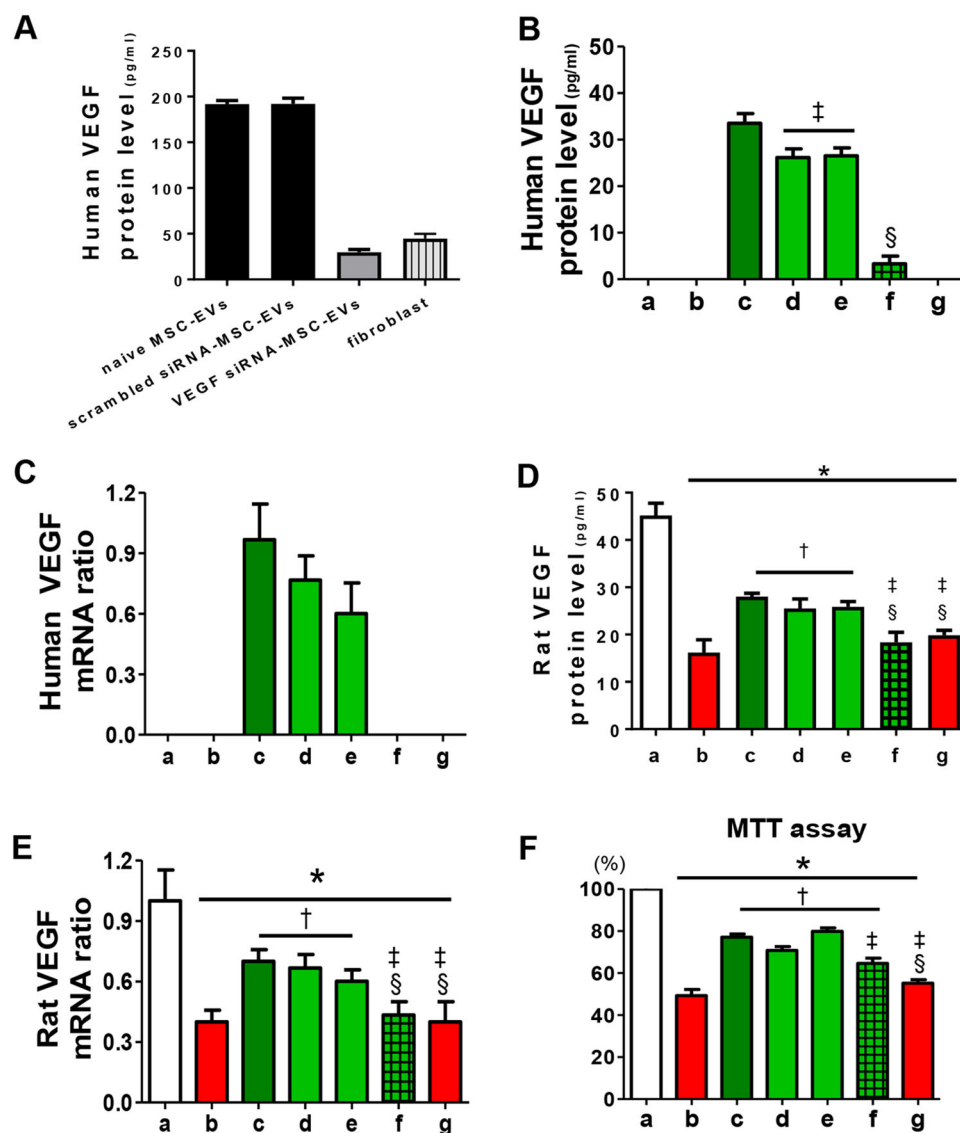 A
Human VEGF
protein level (pg/ml)
250
200
150
100
50
0
naive MSC-EVs
scrambled siRNA-MSC-EVs
VEGF siRNA-MSC-EVs
fibroblast
B
Human VEGF
protein level (pg/ml)
50
40
30
20
10
0
‡
§
a b c d e f g
C
Human VEGF
mRNA ratio
1.2
0.9
0.6
0.3
0.0
a b c d e f g
D
Rat VEGF
protein level (pg/ml)
50
40
30
20
10
0
*
†
‡ ‡
§ §
a b c d e f g
E
Rat VEGF
mRNA ratio
1.2
0.9
0.6
0.3
0.0
*
†
‡ ‡
§ §
a b c d e f g
F
MTT assay
(%)
100
80
60
40
20
0
*
†
‡ ‡
§
a b c d e f g